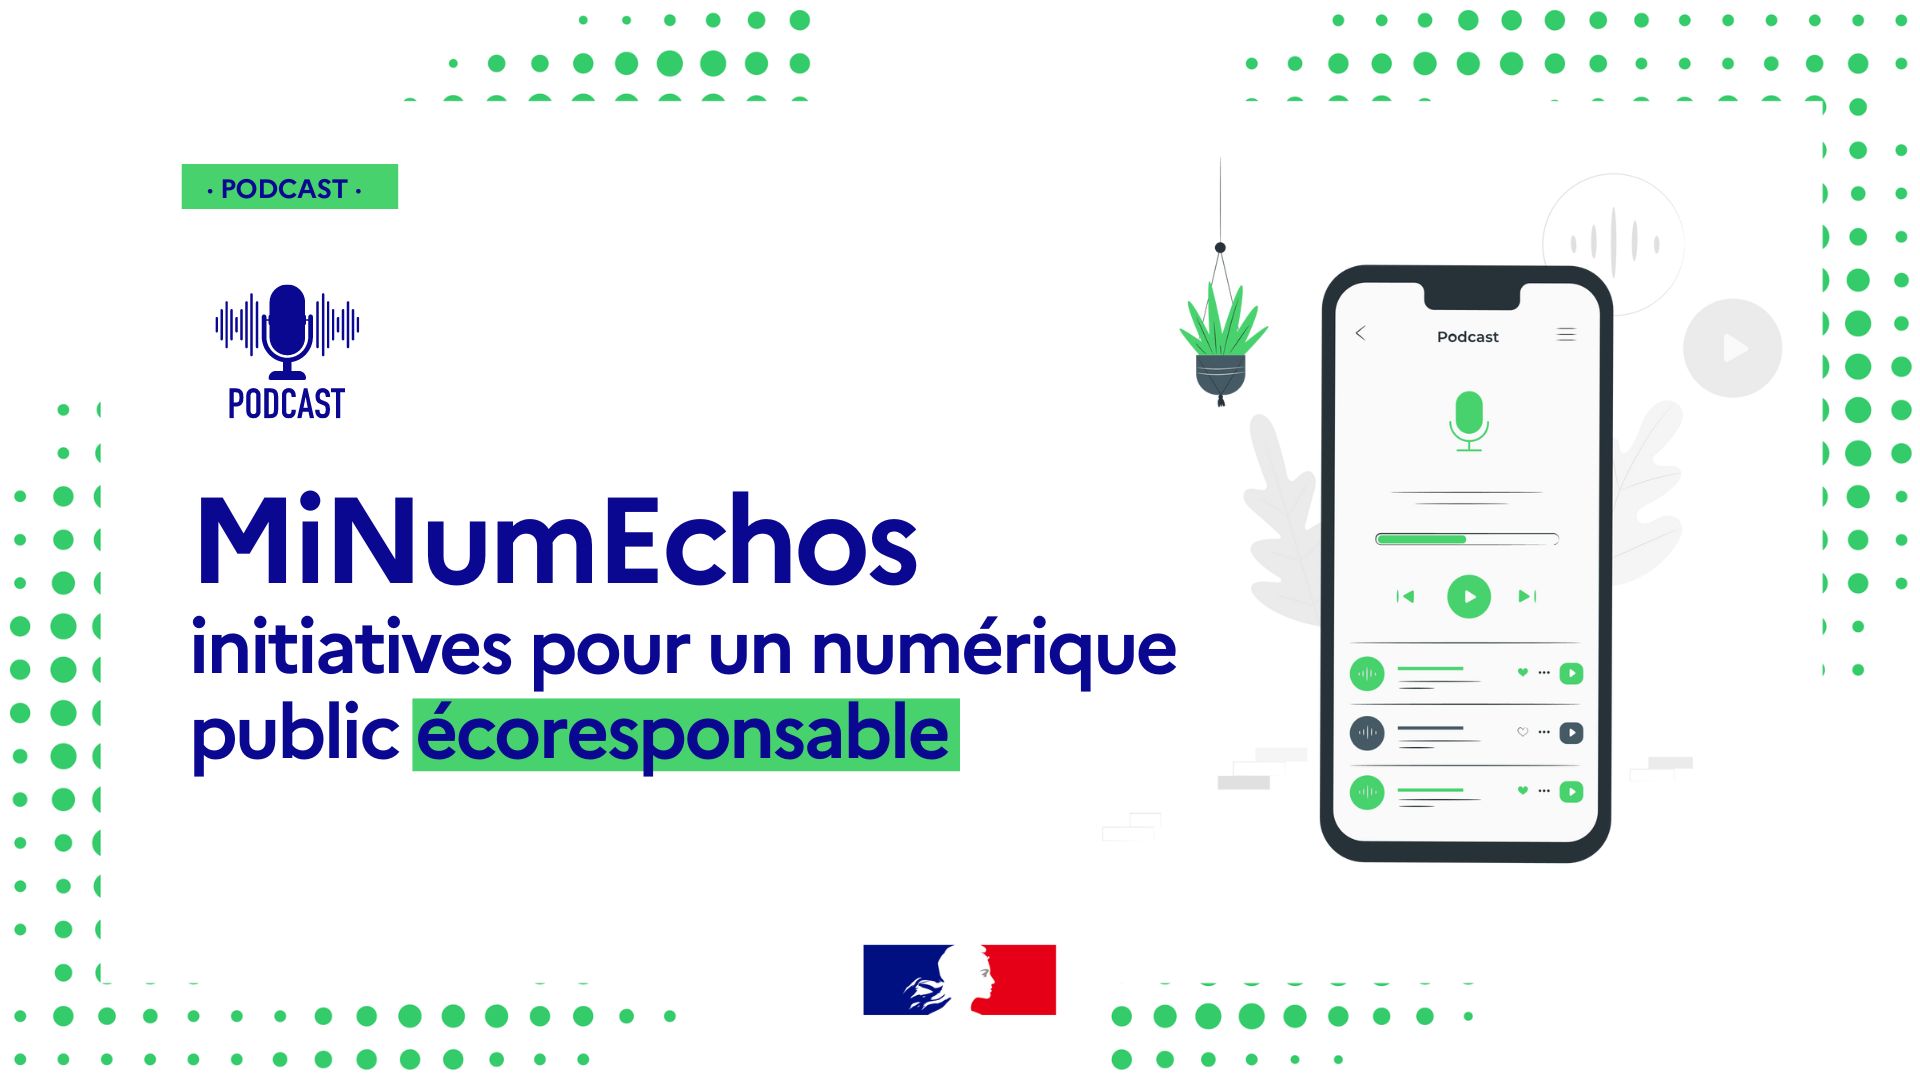 · PODCAST ·
PODCAST
MiNumEchos
initiatives pour un numérique
public écoresponsable
Podcast